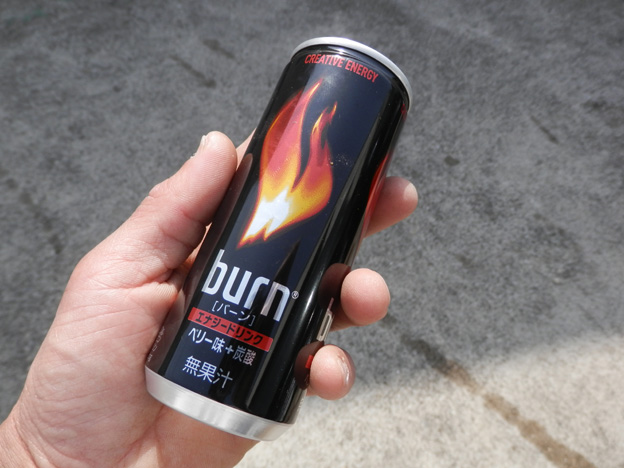 CREATIVE ENERGY
burn®
[バーン]
エナジードリンク
ベリー味+炭酸
無果汁